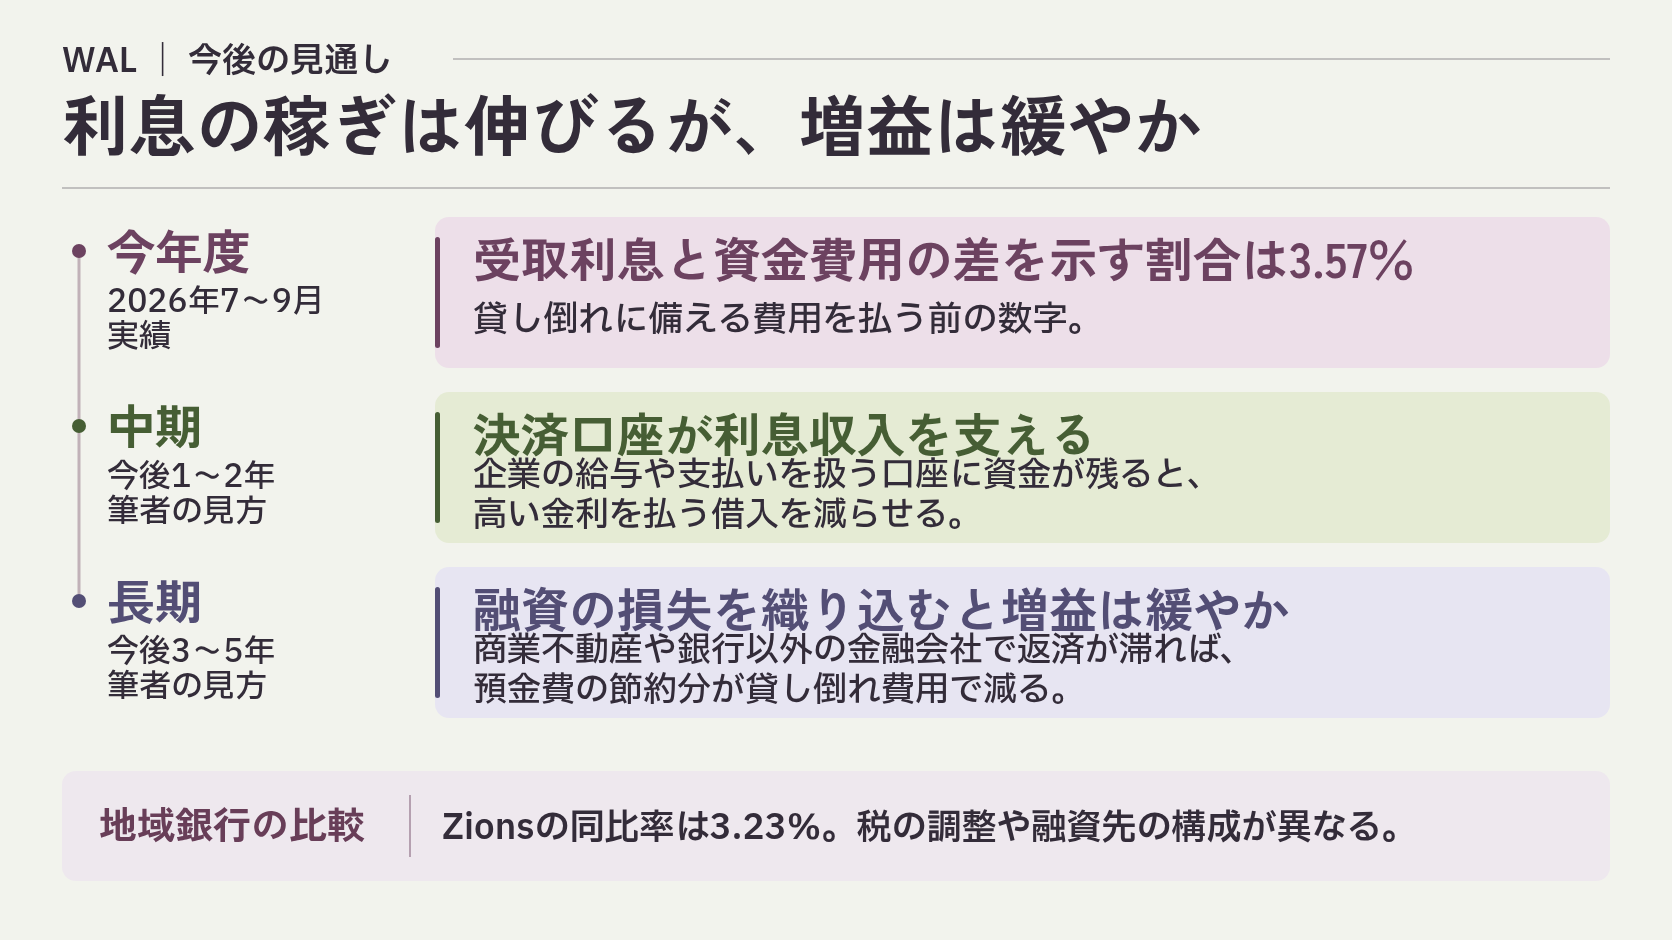 WAL | 今後の見通し
利息の稼ぎは伸びるが、増益は緩やか
今年度
2026年7～9月
実績
受取利息と資金費用の差を示す割合は3.57%
貸し倒れに備える費用を払う前の数字。
中期
今後1～2年
筆者の見方
決済口座が利息収入を支える
企業の給与や支払いを扱う口座に資金が残ると、
高い金利を払う借入を減らせる。
長期
今後3～5年
筆者の見方
融資の損失を織り込むと増益は緩やか
商業不動産や銀行以外の金融会社で返済が滞れば、
預金費の節約分が貸し倒れ費用で減る。
地域銀行の比較
Zionsの同比率は3.23%。税の調整や融資先の構成が異なる。